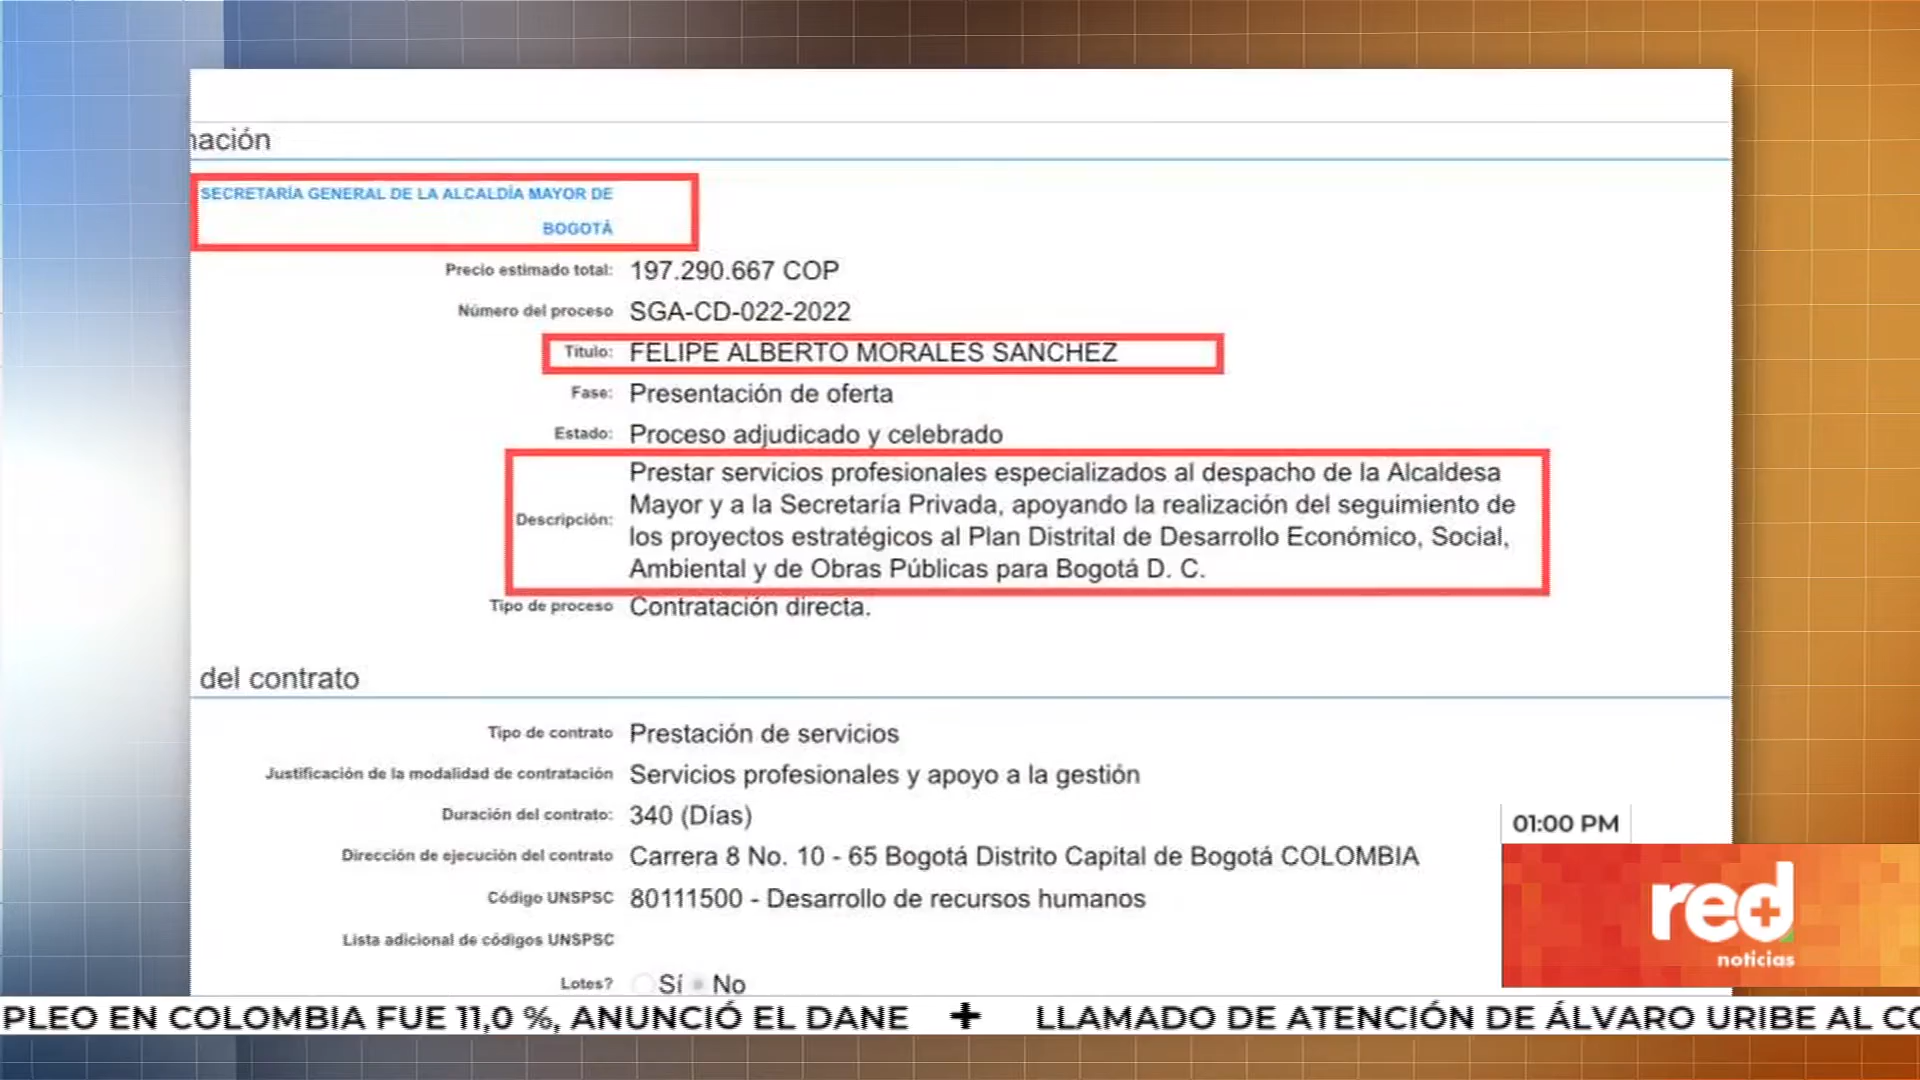 mación
SECRETARÍA GENERAL DE LA ALCALDÍA MAYOR DE
BOGOTÁ
Precio estimado total: 197.290.667 COP
Número del proceso SGA-CD-022-2022
Título: FELIPE ALBERTO MORALES SANCHEZ
Fase: Presentación de oferta
Estado: Proceso adjudicado y celebrado
Descripción: Prestar servicios profesionales especializados al despacho de la Alcaldesa
Mayor y a la Secretaría Privada, apoyando la realización del seguimiento de
los proyectos estratégicos al Plan Distrital de Desarrollo Económico, Social,
Ambiental y de Obras Públicas para Bogotá D. C.
Tipo de proceso Contratación directa.
del contrato
Tipo de contrato Prestación de servicios
Justificación de la modalidad de contratación Servicios profesionales y apoyo a la gestión
Duración del contrato: 340 (Días)
Dirección de ejecución del contrato Carrera 8 No. 10 - 65 Bogotá Distrito Capital de Bogotá COLOMBIA
Código UNSPSC 80111500 - Desarrollo de recursos humanos
Lista adicional de códigos UNSPSC
Lotes? Sí No
01:00 PM
red+
noticias
PLEO EN COLOMBIA FUE 11,0 %, ANUNCIÓ EL DANE + LLAMADO DE ATENCIÓN DE ÁLVARO URIBE AL CO